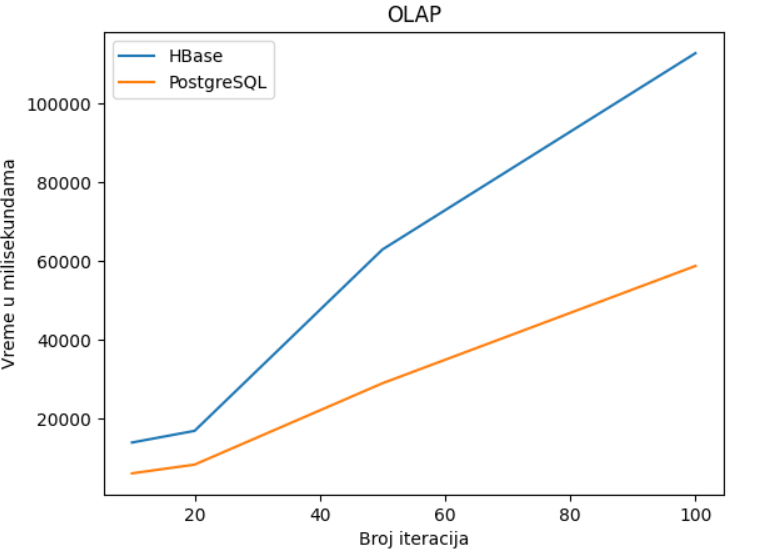 OLAP
HBase
PostgreSQL
100000
80000
60000
40000
20000
Vreme u milisekundama
20 40 60 80 100
Broj iteracija